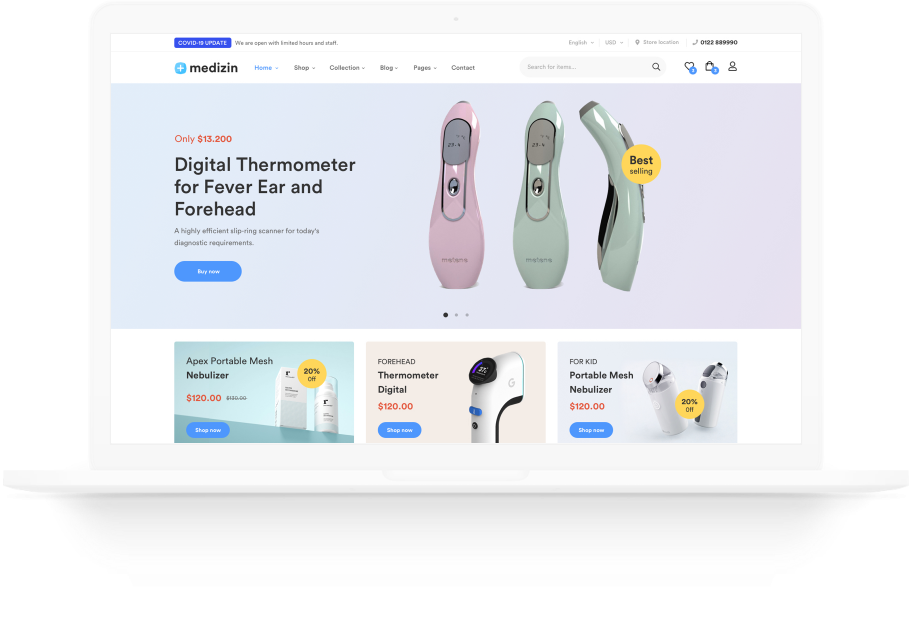 COVID-19 UPDATE We are open with limited hours and staff.
English USD Store location 0122 889990
medizin Home Shop Collection Blog Pages Contact Search for items...
Only $13.200
Digital Thermometer
for Fever Ear and
Forehead
A highly efficient slip-ring scanner for today's
diagnostic requirements.
Buy now
Best
selling
Apex Portable Mesh
Nebulizer
$120.00 $130.00
20%
Off
Shop now
FOREHEAD
Thermometer
Digital
$120.00
Shop now
FOR KID
Portable Mesh
Nebulizer
$120.00
20%
Off
Shop now